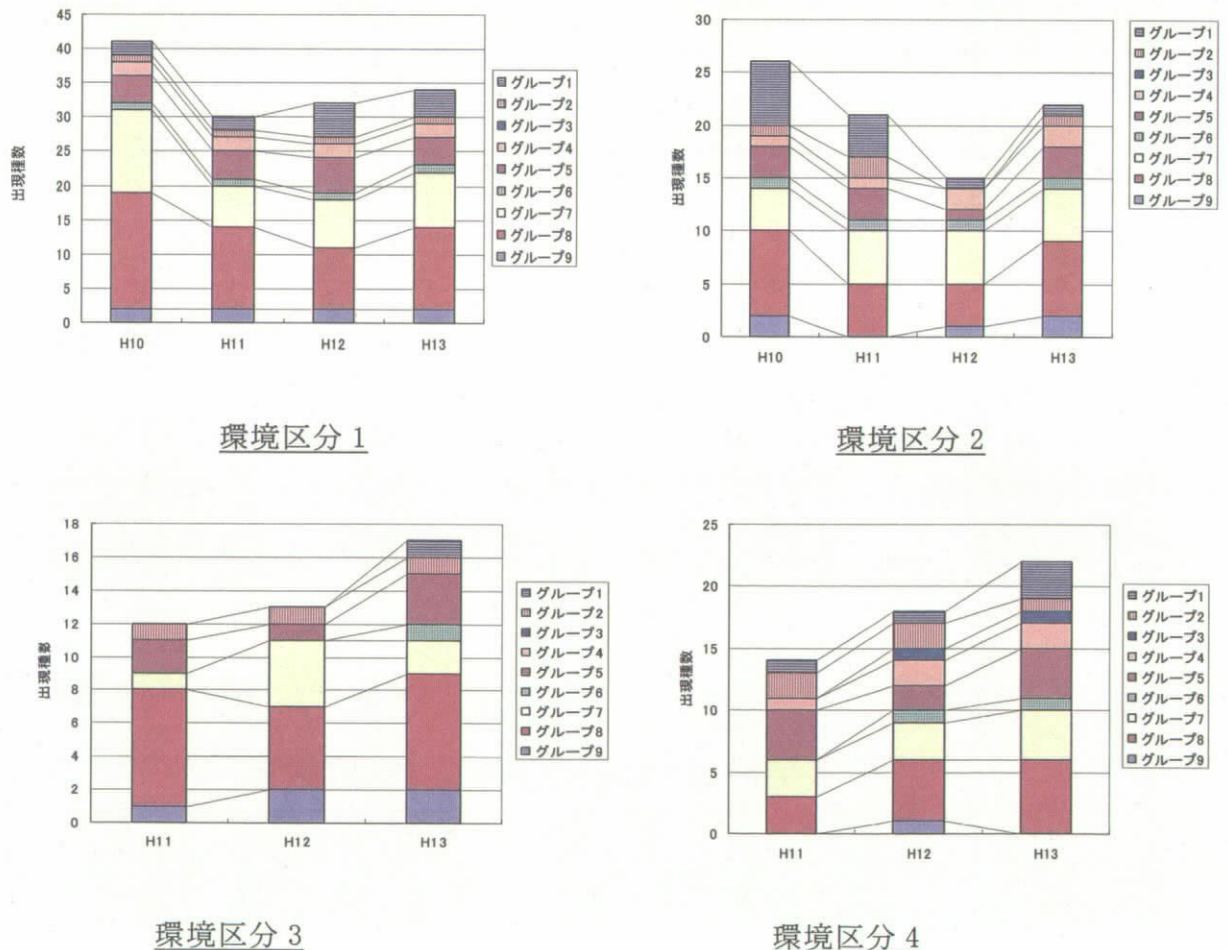 出現種数
45
40
35
30
25
20
15
10
5
0
H10 H11 H12 H13
グループ1
グループ2
グループ3
グループ4
グループ5
グループ6
グループ7
グループ8
グループ9
環境区分 1
出現種数
30
25
20
15
10
5
0
H10 H11 H12 H13
グループ1
グループ2
グループ3
グループ4
グループ5
グループ6
グループ7
グループ8
グループ9
環境区分 2
出現種数
18
16
14
12
10
8
6
4
2
0
H11 H12 H13
グループ1
グループ2
グループ3
グループ4
グループ5
グループ6
グループ7
グループ8
グループ9
環境区分 3
出現種数
25
20
15
10
5
0
H11 H12 H13
グループ1
グループ2
グループ3
グループ4
グループ5
グループ6
グループ7
グループ8
グループ9
環境区分 4